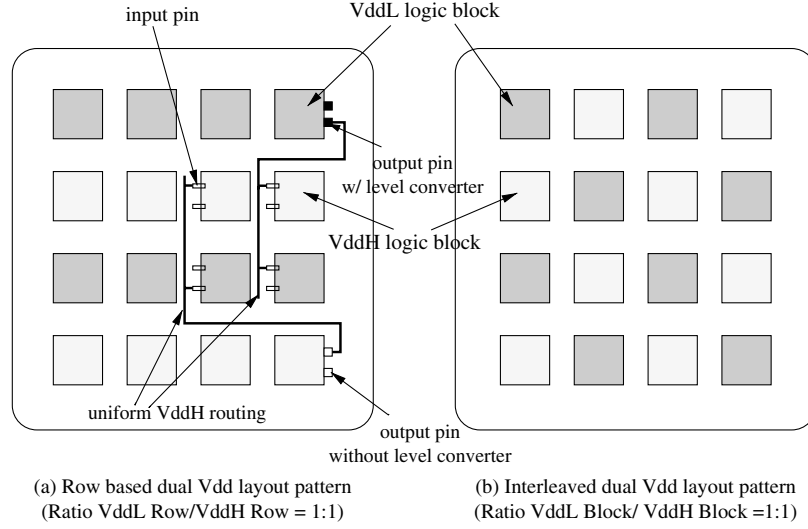 input pin
VddL logic block
output pin
w/ level converter
VddH logic block
uniform VddH routing
output pin
without level converter
(a) Row based dual Vdd layout pattern
(Ratio VddL Row/VddH Row = 1:1)
(b) Interleaved dual Vdd layout pattern
(Ratio VddL Block/ VddH Block =1:1)